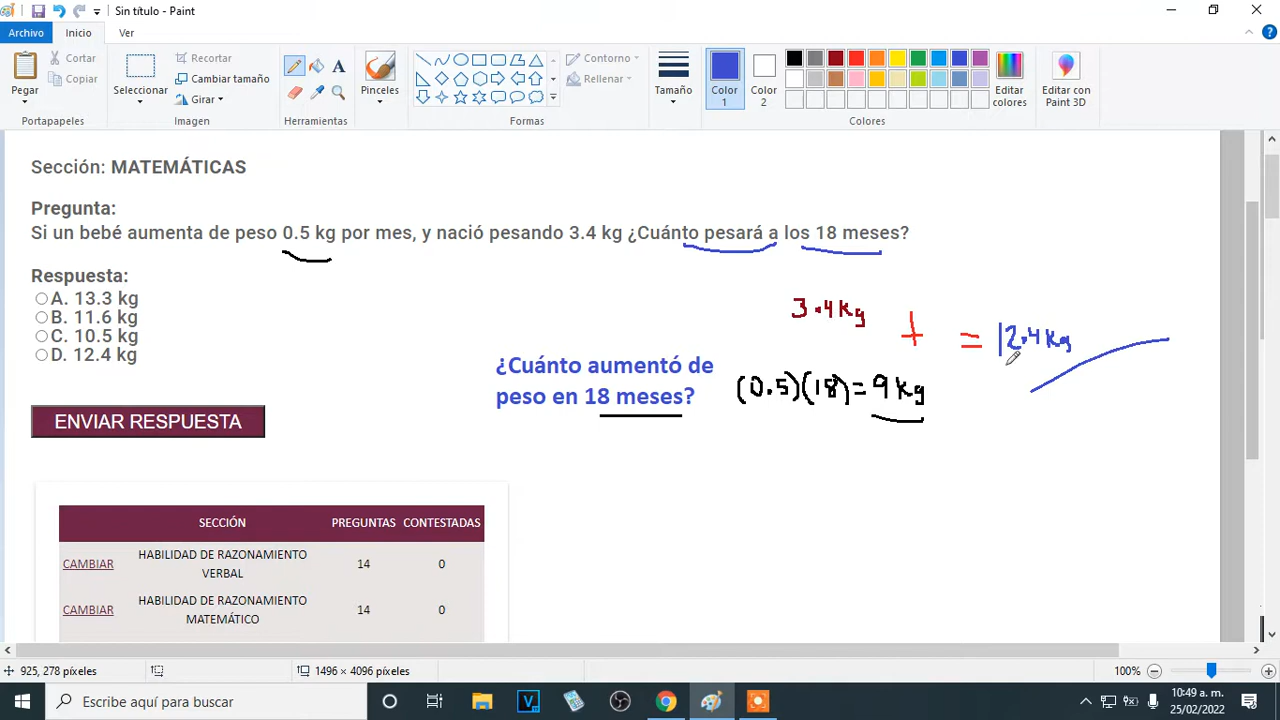 Sin título - Paint
Archivo Inicio Ver
Pegar
Cortar
Copiar
Portapapeles
Seleccionar
Recortar
Cambiar tamaño
Girar
Imagen
A
Herramientas
Pinceles
Contorno
Rellenar
Formas
Tamaño
Color 1
Color 2
Editar colores
Editar con Paint 3D
Colores
Sección: MATEMÁTICAS
Pregunta:
Si un bebé aumenta de peso 0.5 kg por mes, y nació pesando 3.4 kg ¿Cuánto pesará a los 18 meses?
Respuesta:
A. 13.3 kg
B. 11.6 kg
C. 10.5 kg
D. 12.4 kg
3.4kg + = 12.4kg
¿Cuánto aumentó de
peso en 18 meses?
(0.5)(18)=9kg
ENVIAR RESPUESTA
SECCIÓN PREGUNTAS CONTESTADAS
CAMBIAR HABILIDAD DE RAZONAMIENTO VERBAL 14 0
CAMBIAR HABILIDAD DE RAZONAMIENTO MATEMÁTICO 14 0
925, 278 píxeles
1496 × 4096 píxeles
100%
Escribe aquí para buscar
10:49 a. m.
25/02/2022